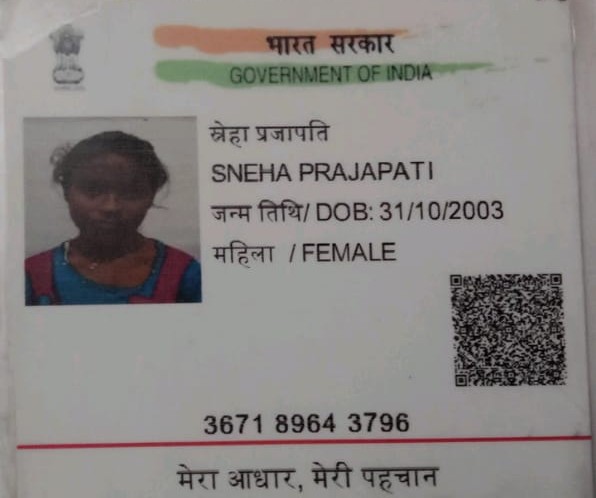 भारत सरकार
GOVERNMENT OF INDIA
स्नेहा प्रजापति
SNEHA PRAJAPATI
जन्म तिथि/ DOB: 31/10/2003
महिला / FEMALE
3671 8964 3796
मेरा आधार, मेरी पहचान